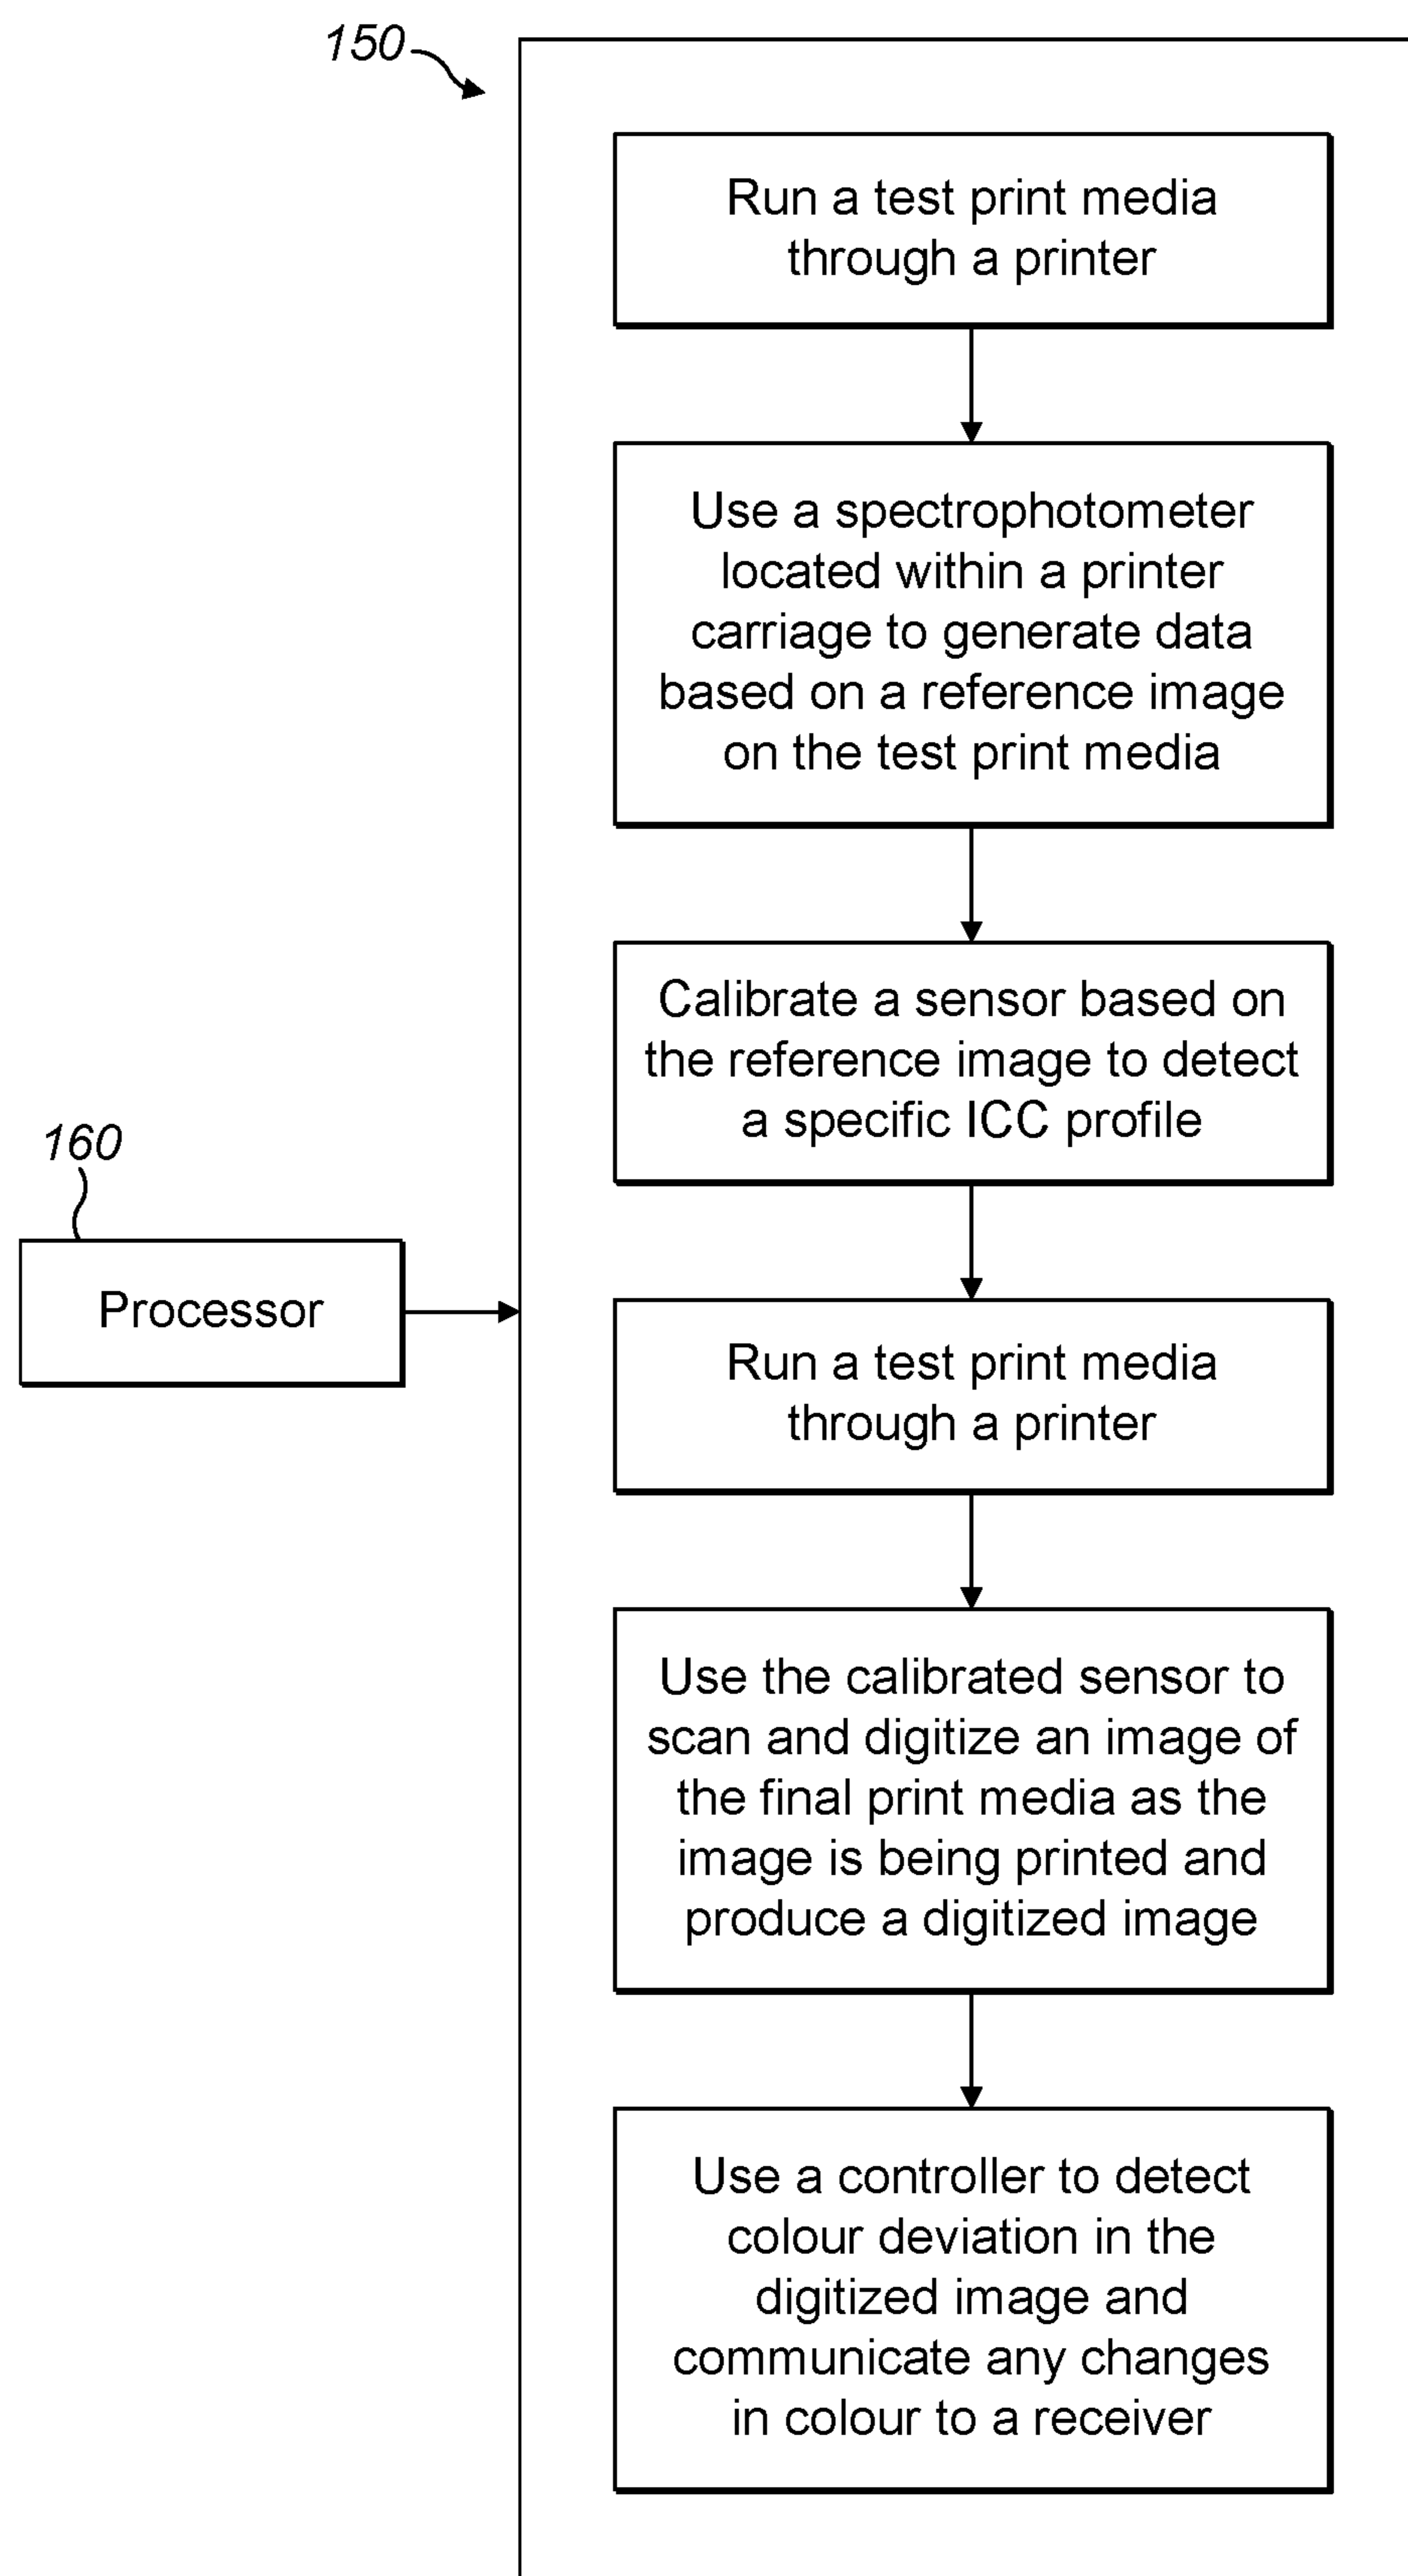 150
Run a test print media
through a printer
Use a spectrophotometer
located within a printer
carriage to generate data
based on a reference image
on the test print media
Calibrate a sensor based on
the reference image to detect
a specific ICC profile
160
Processor
Run a test print media
through a printer
Use the calibrated sensor to
scan and digitize an image of
the final print media as the
image is being printed and
produce a digitized image
Use a controller to detect
colour deviation in the
digitized image and
communicate any changes
in colour to a receiver